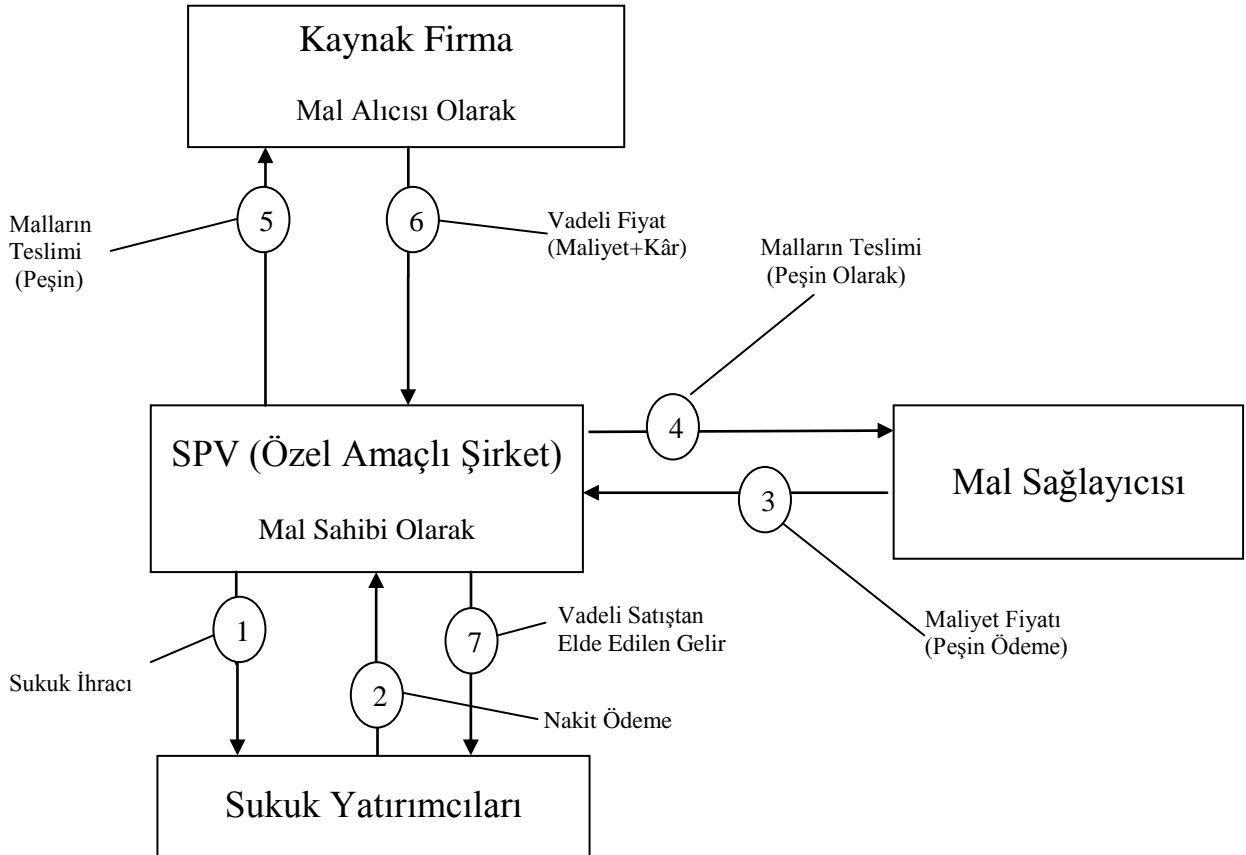 Kaynak Firma
Mal Alıcısı Olarak
Malların
Teslimi
(Peşin)
5
6
Vadeli Fiyat
(Maliyet+Kâr)
Malların Teslimi
(Peşin Olarak)
SPV (Özel Amaçlı Şirket)
Mal Sahibi Olarak
4
3
Mal Sağlayıcısı
Maliyet Fiyatı
(Peşin Ödeme)
1
Sukuk İhracı
2
Nakit Ödeme
7
Vadeli Satıştan
Elde Edilen Gelir
Sukuk Yatırımcıları